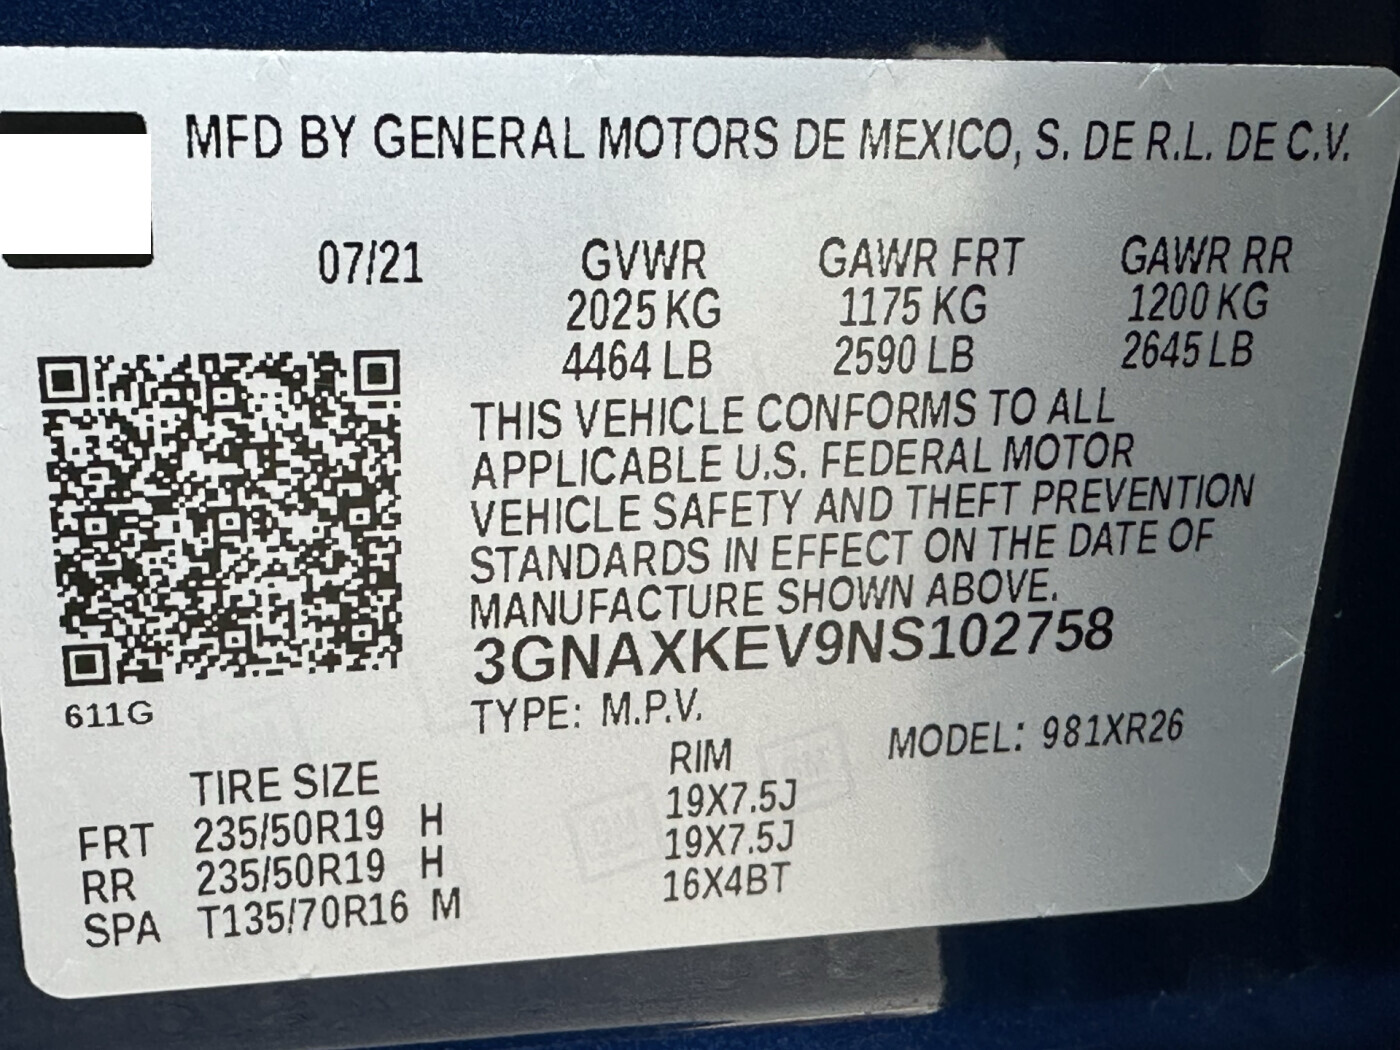 MFD BY GENERAL MOTORS DE MEXICO, S. DE R.L. DE C.V.
07/21 GVWR GAWR FRT GAWR RR
2025 KG 1175 KG 1200 KG
4464 LB 2590 LB 2645 LB
THIS VEHICLE CONFORMS TO ALL
APPLICABLE U.S. FEDERAL MOTOR
VEHICLE SAFETY AND THEFT PREVENTION
STANDARDS IN EFFECT ON THE DATE OF
MANUFACTURE SHOWN ABOVE.
3GNAXKEV9NS102758
611G
TYPE: M.P.V. MODEL: 981XR26
TIRE SIZE RIM
FRT 235/50R19 H 19X7.5J
RR 235/50R19 H 19X7.5J
SPA T135/70R16 M 16X4BT
GM
GM